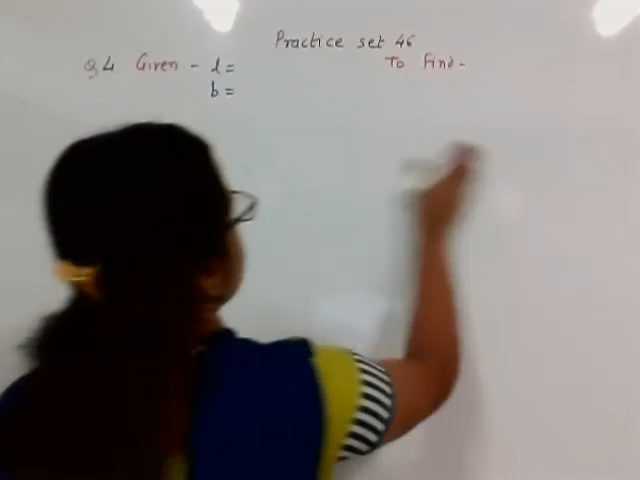 Practice set 46
Q.4 Given - l = To find -
b =